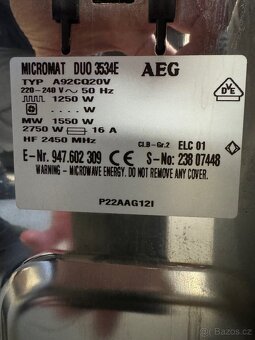 MICROMAT DUO 3534E AEG
TYP A92CQ20V
220-240 V ~ 50 Hz
1250 W
. . . . W
MW 1550 W
2750 W 16 A
HF 2450 MHz Cl.B-Gr.2 ELC 01
E-Nr. 947.602 309 S-No: 238 07448
WARNING - MICROWAVE ENERGY. DO NOT REMOVE ANY COVER.
P22AAG12I
bazos.cz